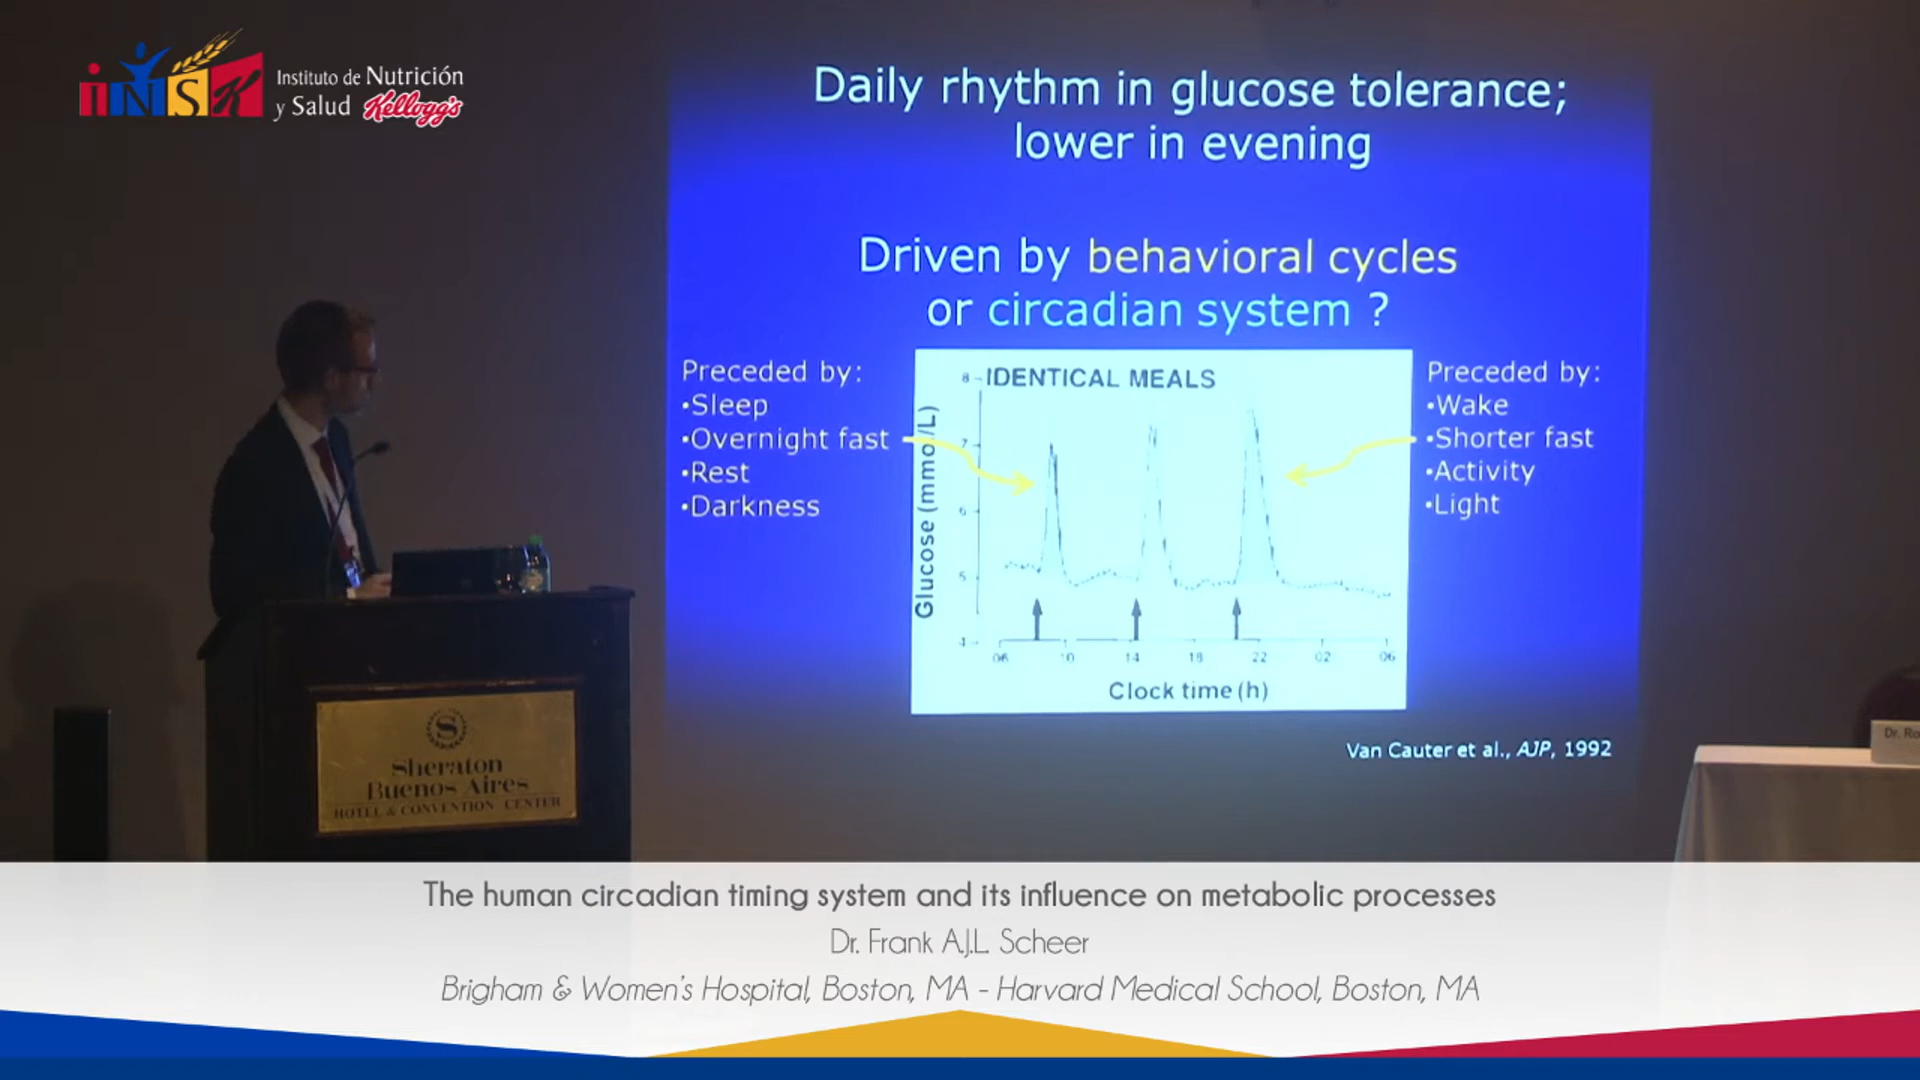 iNSK
Instituto de Nutrición
y Salud Kellogg's
Daily rhythm in glucose tolerance;
lower in evening
Driven by behavioral cycles
or circadian system ?
Preceded by:
•Sleep
•Overnight fast
•Rest
•Darkness
IDENTICAL MEALS
Glucose (mmol/L)
8
7
6
5
4
06 10 14 18 22 02 06
Clock time (h)
Preceded by:
•Wake
•Shorter fast
•Activity
•Light
Van Cauter et al., AJP, 1992
S
Sheraton
Buenos Aires
HOTEL & CONVENTION CENTER
Dr. Ro
The human circadian timing system and its influence on metabolic processes
Dr. Frank A.J.L. Scheer
Brigham & Women's Hospital, Boston, MA - Harvard Medical School, Boston, MA